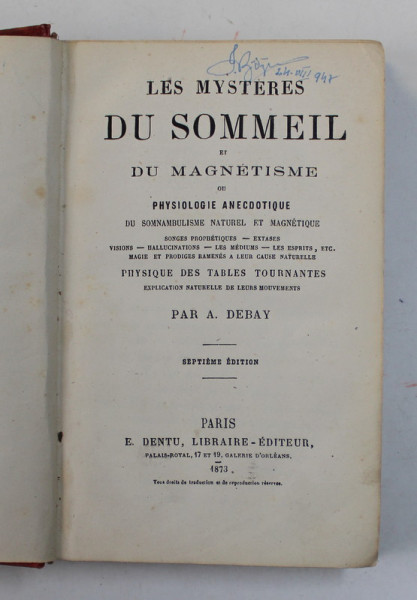 24. VII 947
LES MYSTÈRES
DU SOMMEIL
ET
DU MAGNÉTISME
OU
PHYSIOLOGIE ANECDOTIQUE
DU SOMNAMBULISME NATUREL ET MAGNÉTIQUE
SONGES PROPHÉTIQUES — EXTASES
VISIONS — HALLUCINATIONS — LES MÉDIUMS — LES ESPRITS, ETC.
MAGIE ET PRODIGES RAMENÉS A LEUR CAUSE NATURELLE
PHYSIQUE DES TABLES TOURNANTES
EXPLICATION NATURELLE DE LEURS MOUVEMENTS
PAR A. DEBAY
SEPTIÈME ÉDITION
PARIS
E. DENTU, LIBRAIRE-ÉDITEUR,
PALAIS-ROYAL, 17 ET 19, GALERIE D'ORLÉANS.
1873
Tous droits de traduction et de reproduction réservés.